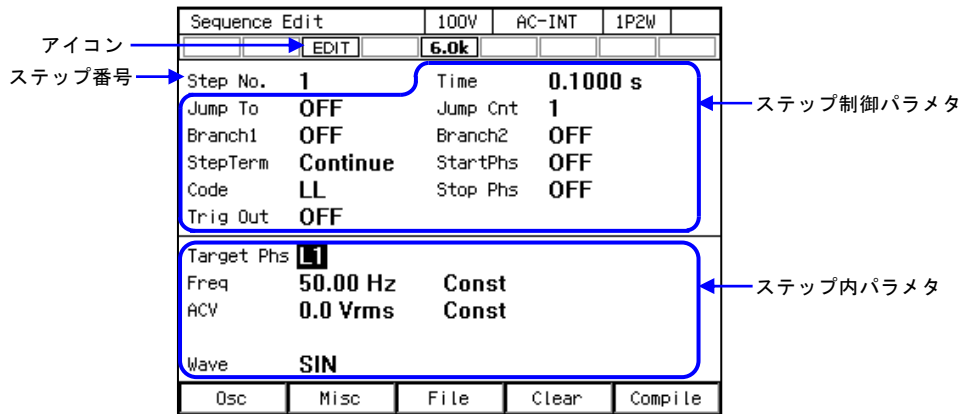 Sequence Edit 100V AC-INT 1P2W
アイコン EDIT 6.0k
ステップ番号 Step No. 1 Time 0.1000 s
Jump To OFF Jump Cnt 1 ステップ制御パラメタ
Branch1 OFF Branch2 OFF
StepTerm Continue StartPhs OFF
Code LL Stop Phs OFF
Trig Out OFF
Target Phs L1
Freq 50.00 Hz Const ステップ内パラメタ
ACV 0.0 Vrms Const
Wave SIN
Osc Misc File Clear Compile